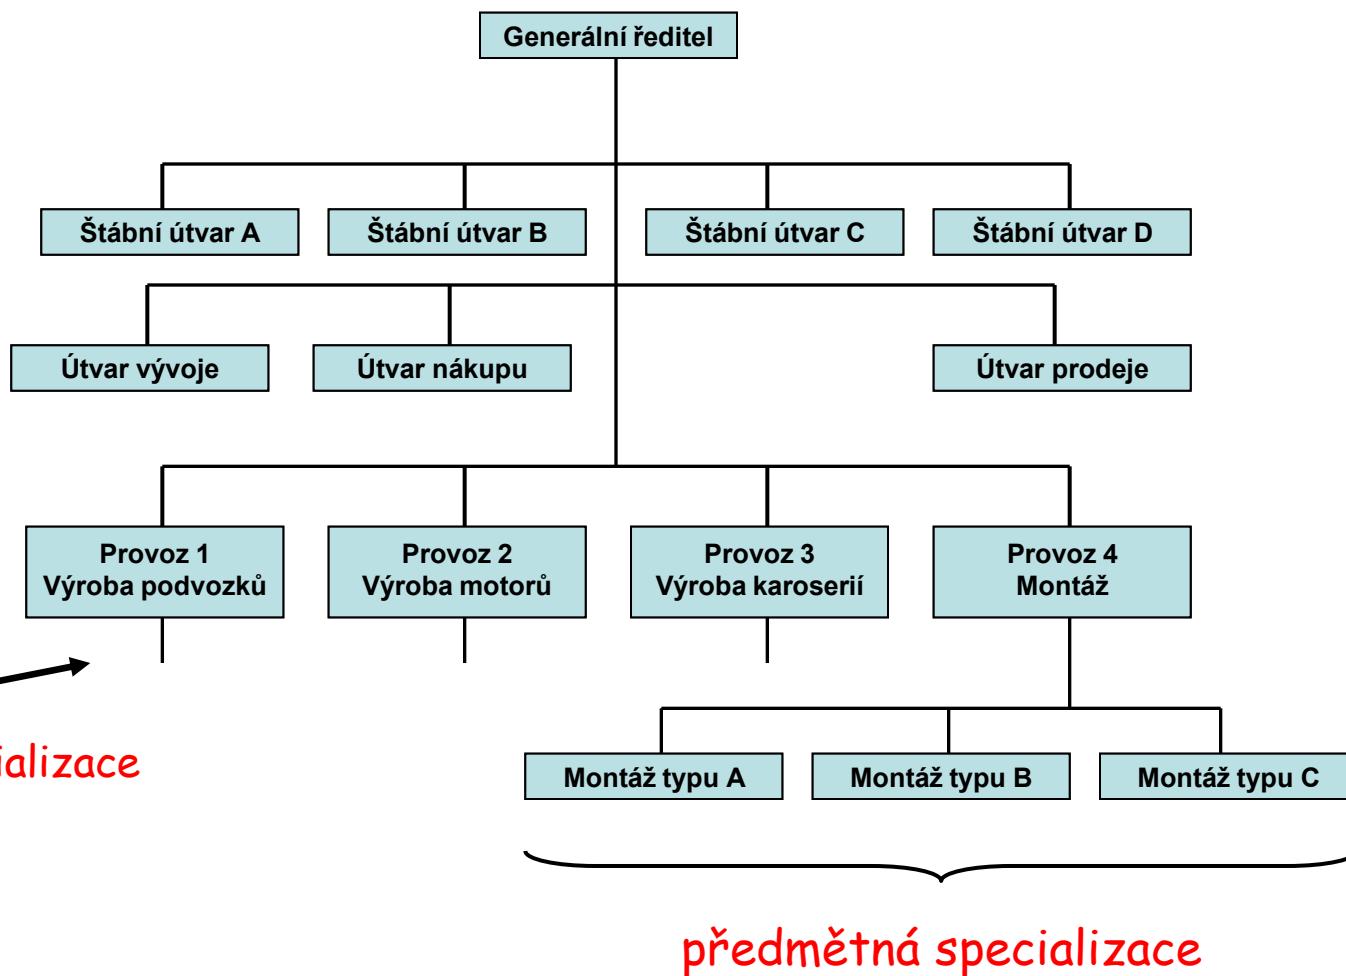 Generální ředitel
Štábní útvar A
Štábní útvar B
Štábní útvar C
Štábní útvar D
Útvar vývoje
Útvar nákupu
Útvar prodeje
Provoz 1
Výroba podvozků
Provoz 2
Výroba motorů
Provoz 3
Výroba karoserií
Provoz 4
Montáž
ializace
Montáž typu A
Montáž typu B
Montáž typu C
předmětná specializace